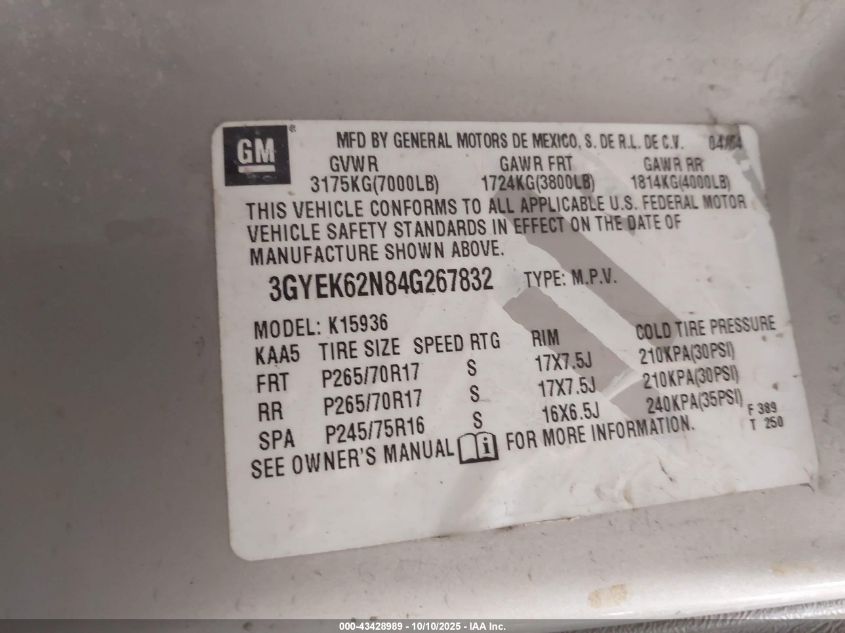 GM ® MFD BY GENERAL MOTORS DE MEXICO, S. DE R.L. DE C.V. 04/04
GVWR GAWR FRT GAWR RR
3175KG(7000LB) 1724KG(3800LB) 1814KG(4000LB)
THIS VEHICLE CONFORMS TO ALL APPLICABLE U.S. FEDERAL MOTOR
VEHICLE SAFETY STANDARDS IN EFFECT ON THE DATE OF
MANUFACTURE SHOWN ABOVE.
3GYEK62N84G267832 TYPE: M.P.V.
MODEL: K15936
KAA5 TIRE SIZE SPEED RTG RIM COLD TIRE PRESSURE
FRT P265/70R17 S 17X7.5J 210KPA(30PSI)
RR P265/70R17 S 17X7.5J 210KPA(30PSI)
SPA P245/75R16 S 16X6.5J 240KPA(35PSI)
F 389
T 250
SEE OWNER'S MANUAL i FOR MORE INFORMATION.
000-43428989 - 10/10/2025 - IAA Inc.